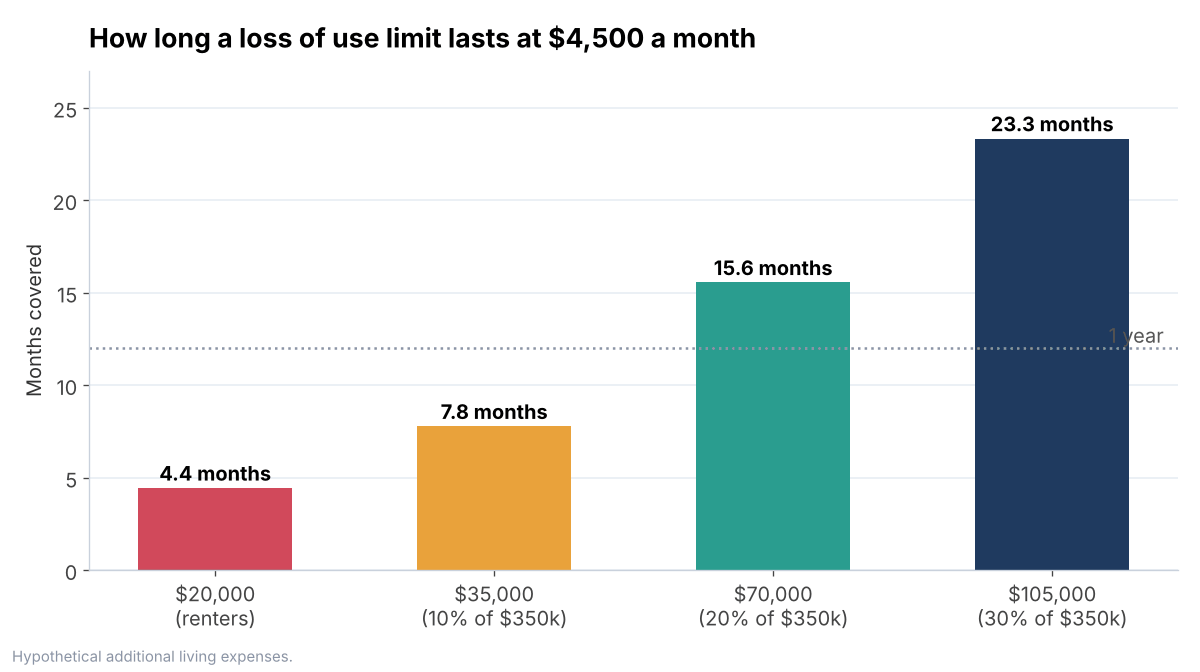 How long a loss of use limit lasts at $4,500 a month
Months covered
25
20
15
10
5
0
4.4 months
7.8 months
15.6 months
23.3 months
1 year
$20,000
(renters)
$35,000
(10% of $350k)
$70,000
(20% of $350k)
$105,000
(30% of $350k)
Hypothetical additional living expenses.